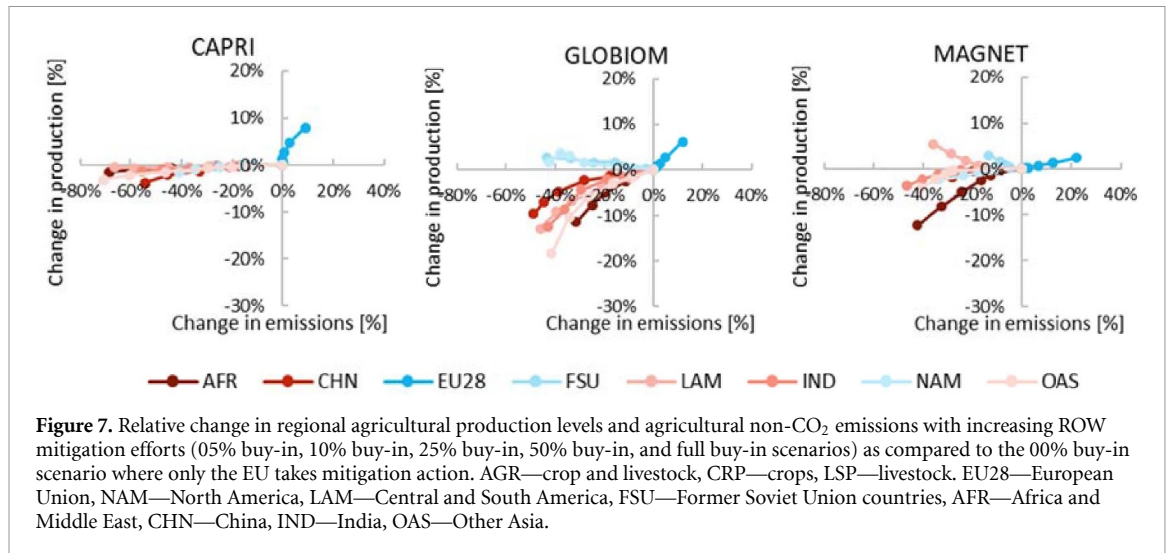 CAPRI
GLOBIOM
MAGNET
Change in production [%]
20%
10%
0%
-80% -60% -40% -20% 0% 20% 40%
-10%
-20%
-30%
Change in emissions [%]
Change in production [%]
20%
10%
0%
-80% -60% -40% -20% 0% 20% 40%
-10%
-20%
-30%
Change in emissions [%]
Change in production [%]
20%
10%
0%
-80% -60% -40% -20% 0% 20% 40%
-10%
-20%
-30%
Change in emissions [%]
AFR CHN EU28 FSU LAM IND NAM OAS
Figure 7. Relative change in regional agricultural production levels and agricultural non-CO₂ emissions with increasing ROW
mitigation efforts (05% buy-in, 10% buy-in, 25% buy-in, 50% buy-in, and full buy-in scenarios) as compared to the 00% buy-in
scenario where only the EU takes mitigation action. AGR—crop and livestock, CRP—crops, LSP—livestock. EU28—European
Union, NAM—North America, LAM—Central and South America, FSU—Former Soviet Union countries, AFR—Africa and
Middle East, CHN—China, IND—India, OAS—Other Asia.